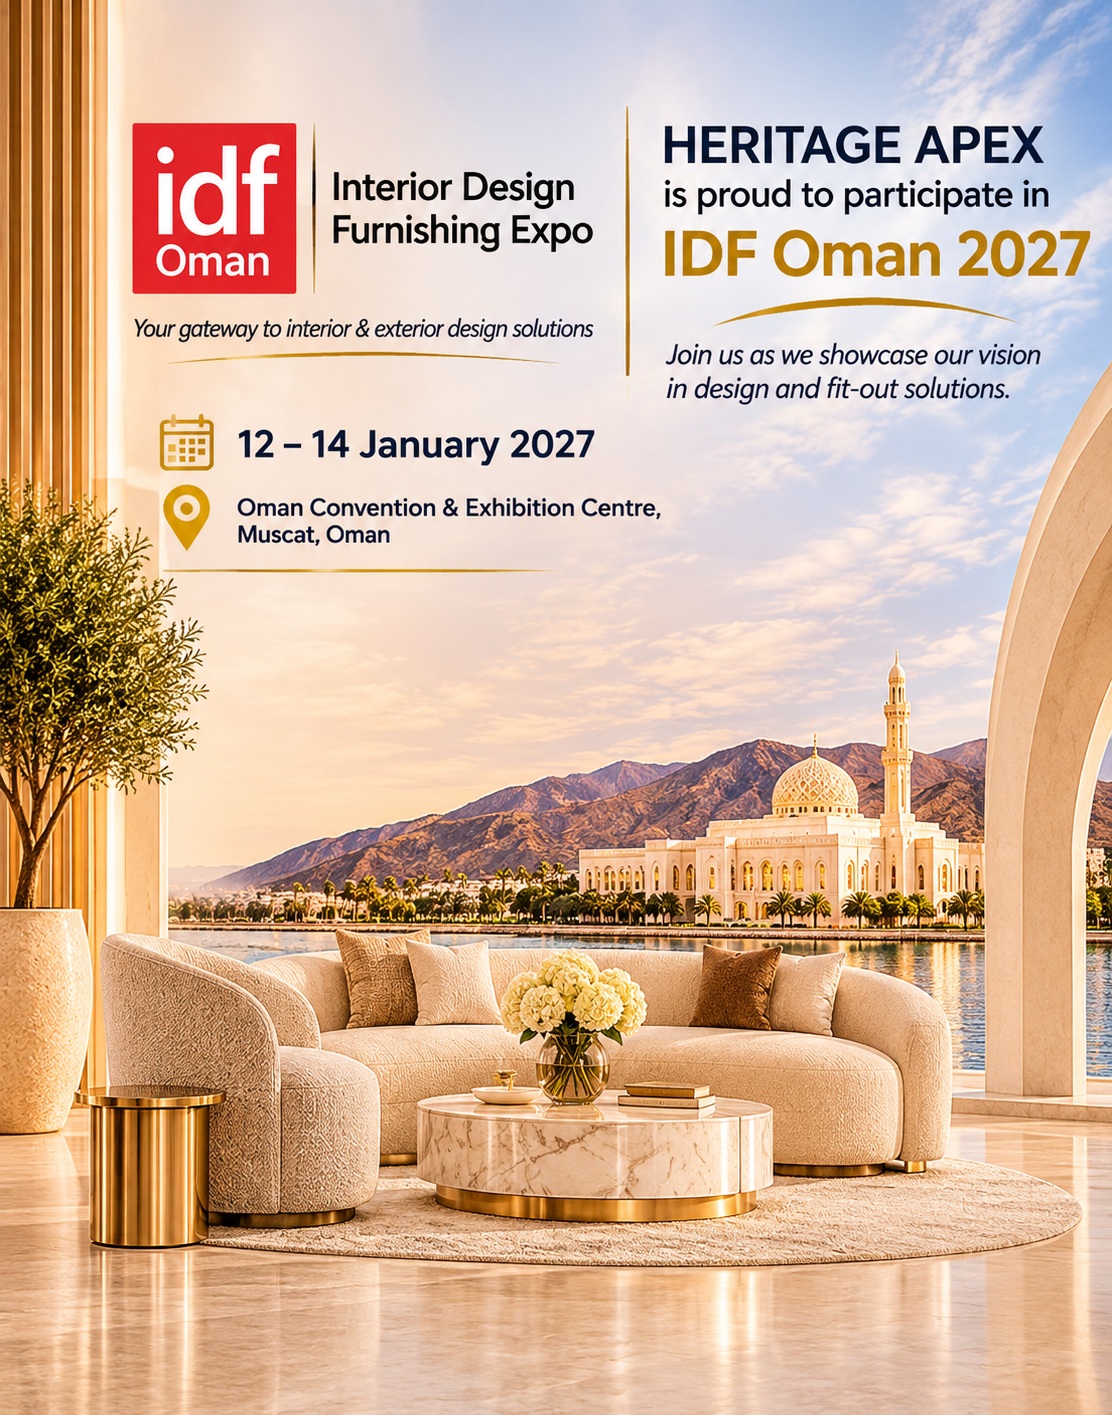 idf
Oman
Interior Design
Furnishing Expo
Your gateway to interior & exterior design solutions
12 – 14 January 2027
Oman Convention & Exhibition Centre,
Muscat, Oman
HERITAGE APEX
is proud to participate in
IDF Oman 2027
Join us as we showcase our vision
in design and fit-out solutions.